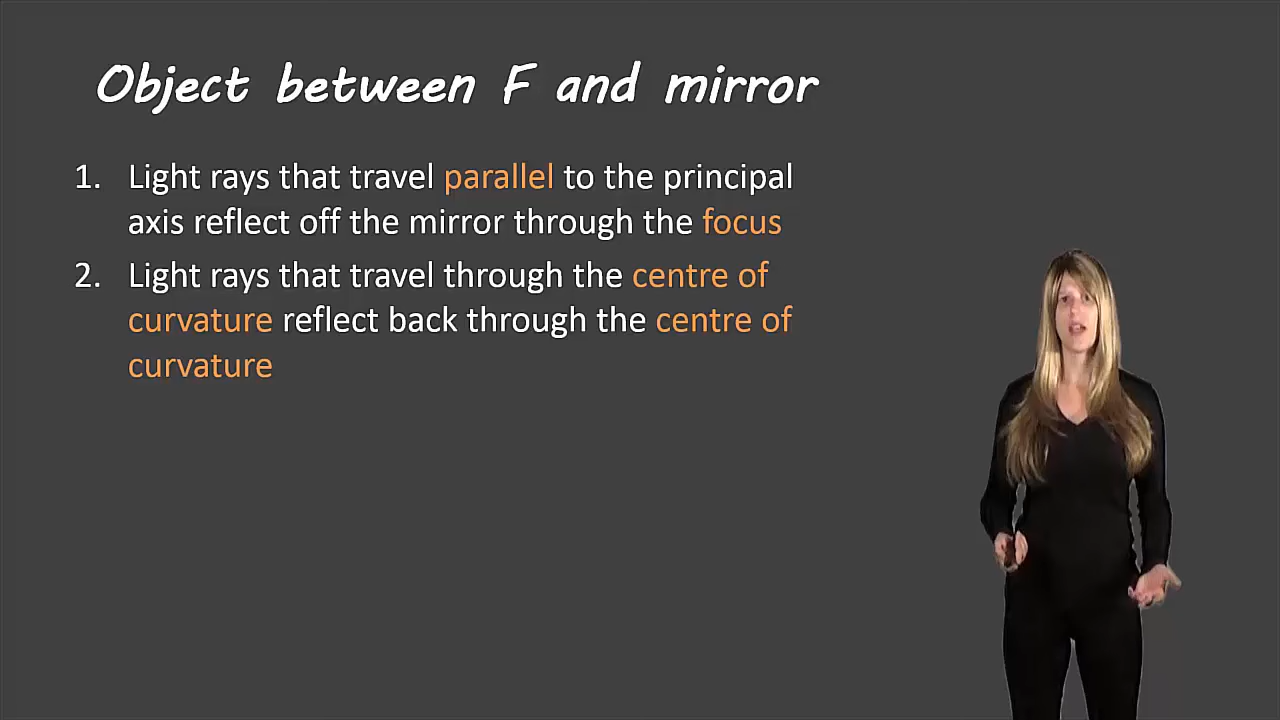 Object between F and mirror
1. Light rays that travel parallel to the principal
axis reflect off the mirror through the focus
2. Light rays that travel through the centre of
curvature reflect back through the centre of
curvature